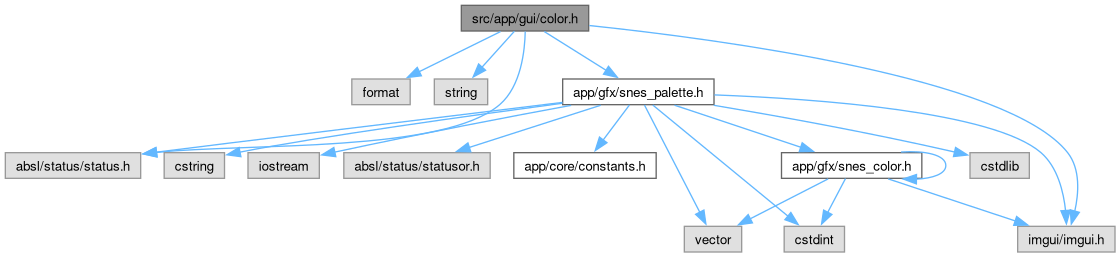 src/app/gui/color.h
format
string
app/gfx/snes_palette.h
absl/status/status.h
cstring
iostream
absl/status/statusor.h
app/core/constants.h
app/gfx/snes_color.h
cstdlib
vector
cstdint
imgui/imgui.h